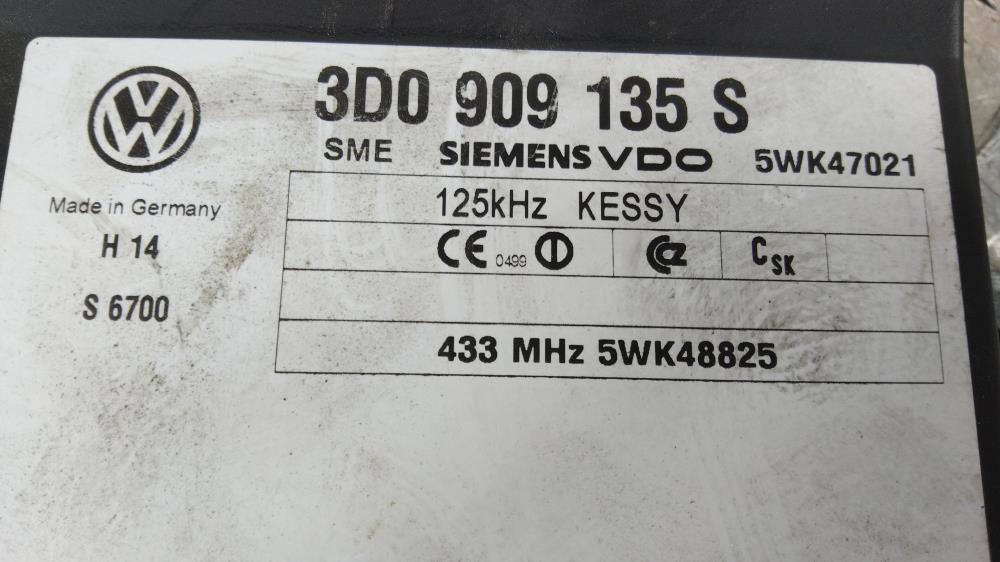 3D0 909 135 S
SME SIEMENS VDO 5WK47021
Made in Germany
125kHz KESSY
H 14
CE 0499 CZ CSK
S 6700
433 MHz 5WK48825